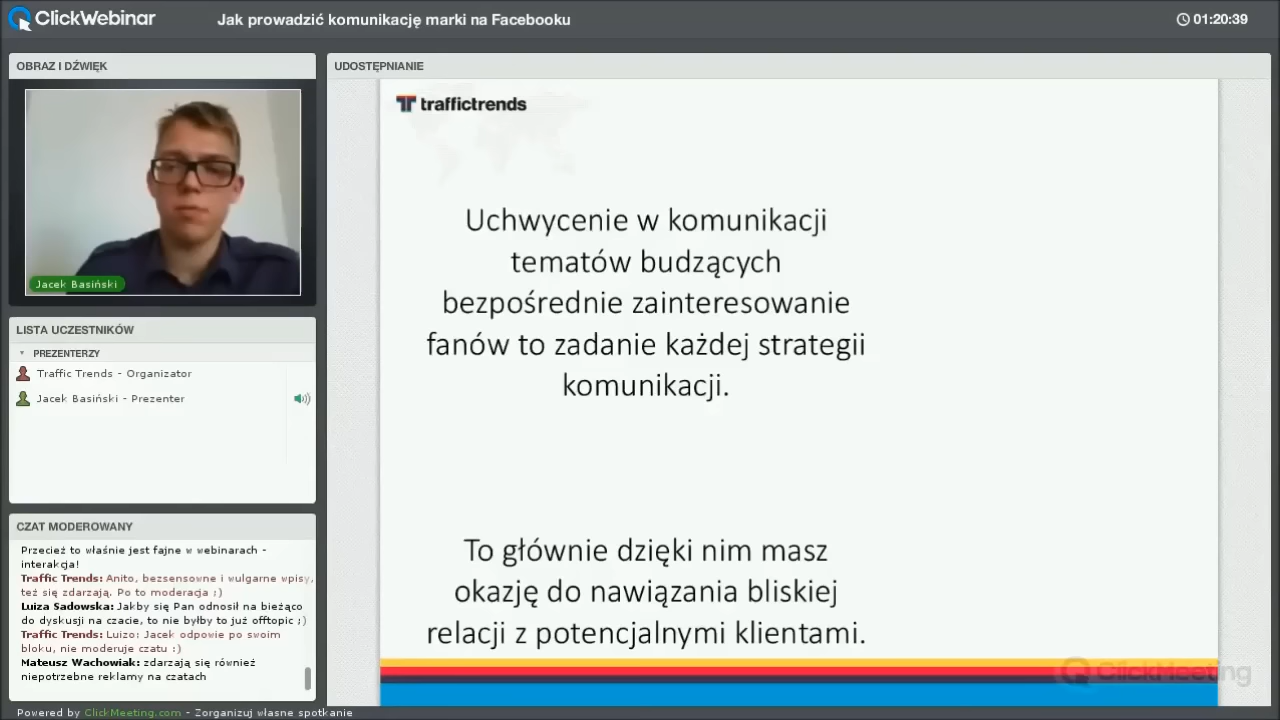 ClickWebinar
Jak prowadzić komunikację marki na Facebooku
01:20:39
OBRAZ I DŹWIĘK
Jacek Basiński
LISTA UCZESTNIKÓW
PREZENTERZY
Traffic Trends - Organizator
Jacek Basiński - Prezenter
CZAT MODEROWANY
Przecież to właśnie jest fajne w webinarach -
interakcja!
Traffic Trends: Anito, bezsensowne i wulgarne wpisy,
też się zdarzają. Po to moderacja ;)
Luiza Sadowska: Jakby się Pan odnosił na bieżąco
do dyskusji na czacie, to nie byłby to już offtopic ;)
Traffic Trends: Luizo: Jacek odpowie po swoim
bloku, nie moderuje czatu :)
Mateusz Wachowiak: zdarzają się również
niepotrzebne reklamy na czatach
UDOSTĘPNIANIE
traffictrends
Uchwycenie w komunikacji
tematów budzących
bezpośrednie zainteresowanie
fanów to zadanie każdej strategii
komunikacji.
To głównie dzięki nim masz
okazję do nawiązania bliskiej
relacji z potencjalnymi klientami.
ClickMeeting
Powered by ClickMeeting.com - Zorganizuj własne spotkanie